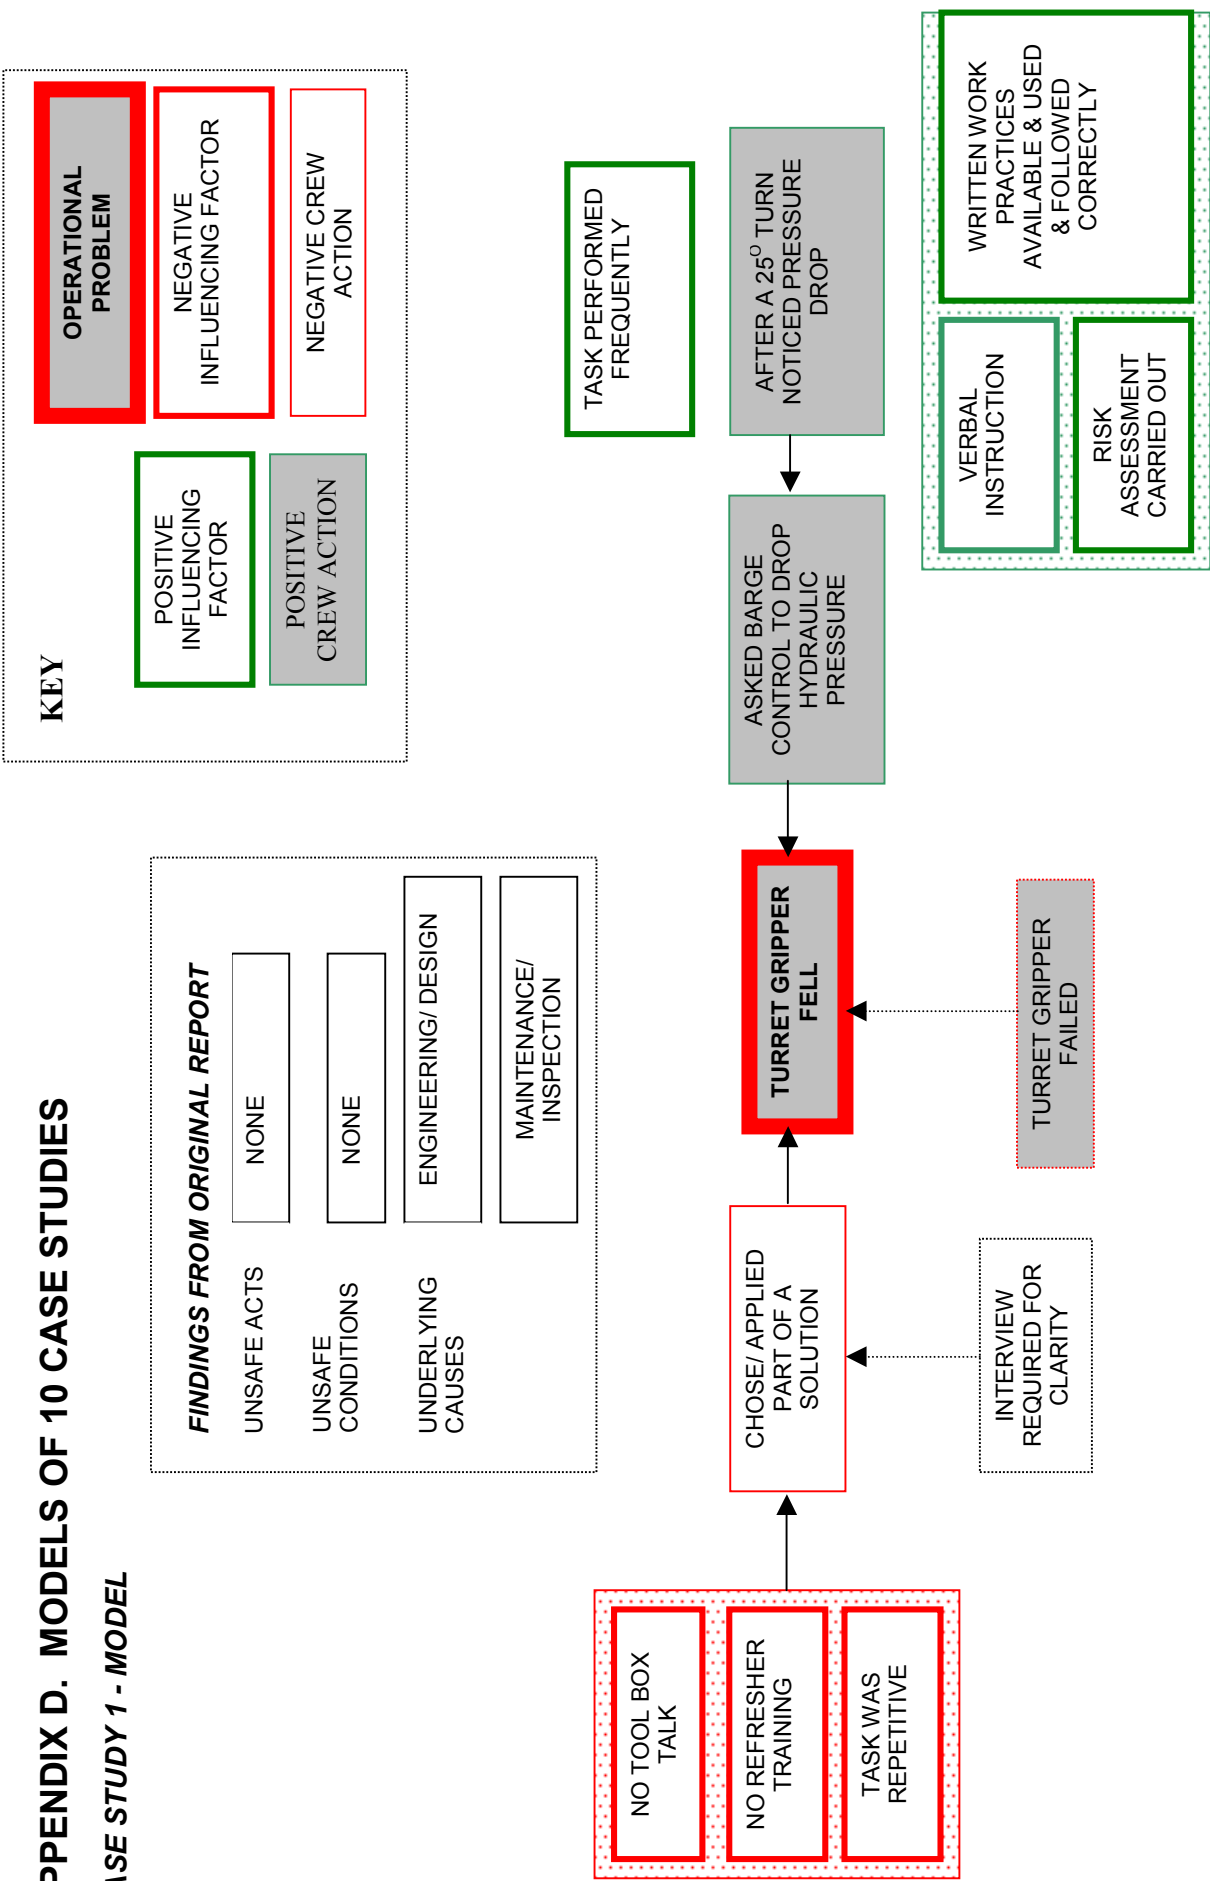 PPENDIX D. MODELS OF 10 CASE STUDIES
ASE STUDY 1 - MODEL
FINDINGS FROM ORIGINAL REPORT
UNSAFE ACTS
NONE
UNSAFE
CONDITIONS
NONE
UNDERLYING
CAUSES
ENGINEERING/ DESIGN
MAINTENANCE/
INSPECTION
KEY
POSITIVE
INFLUENCING
FACTOR
POSITIVE
CREW ACTION
OPERATIONAL
PROBLEM
NEGATIVE
INFLUENCING FACTOR
NEGATIVE CREW
ACTION
NO TOOL BOX
TALK
NO REFRESHER
TRAINING
TASK WAS
REPETITIVE
CHOSE/ APPLIED
PART OF A
SOLUTION
INTERVIEW
REQUIRED FOR
CLARITY
TURRET GRIPPER
FELL
TURRET GRIPPER
FAILED
ASKED BARGE
CONTROL TO DROP
HYDRAULIC
PRESSURE
TASK PERFORMED
FREQUENTLY
AFTER A 25° TURN
NOTICED PRESSURE
DROP
VERBAL
INSTRUCTION
RISK
ASSESSMENT
CARRIED OUT
WRITTEN WORK
PRACTICES
AVAILABLE & USED
& FOLLOWED
CORRECTLY